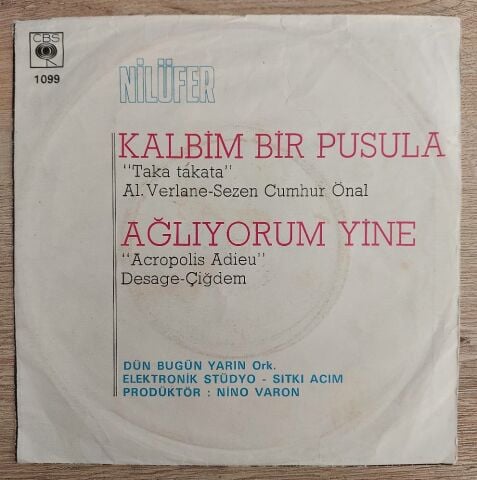 CBS
1099
NİLÜFER
KALBİM BİR PUSULA
"Taka tákata"
Al. Verlane-Sezen Cumhur Önal
AĞLIYORUM YİNE
"Acropolis Adieu"
Desage-Çiğdem
DÜN BUGÜN YARIN Ork.
ELEKTRONİK STÜDYO - SITKI ACIM
PRODÜKTÖR : NİNO VARON